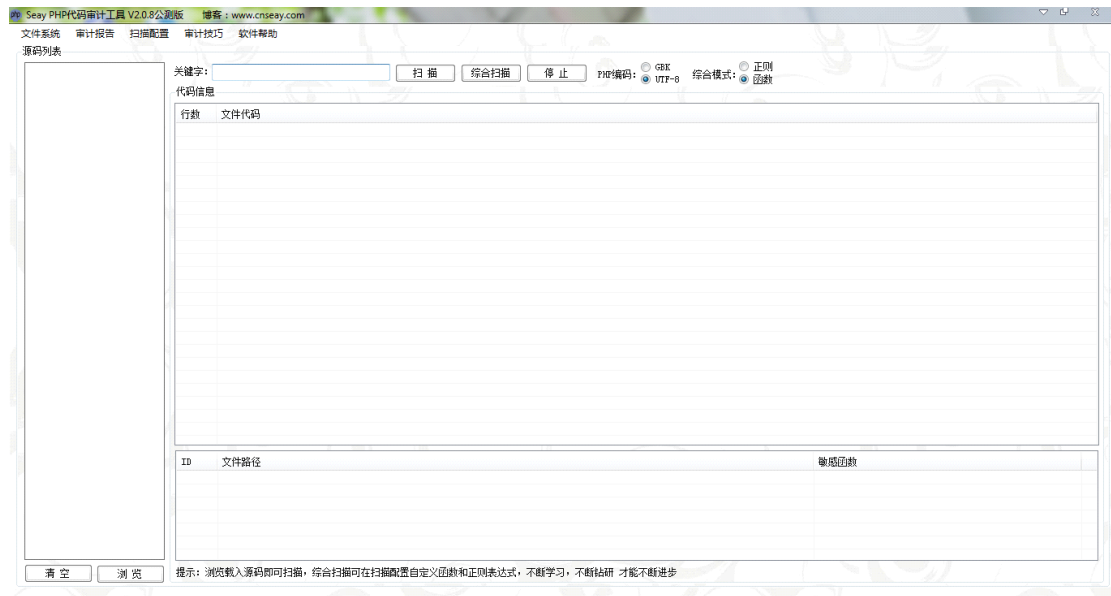 Seay PHP代码审计工具 V2.0.8公测版 博客：www.cnseay.com
文件系统 审计报告 扫描配置 审计技巧 软件帮助
源码列表
关键字： 扫 描 综合扫描 停 止 PHP编码： GBK UTF-8 综合模式： 正则 函数
代码信息
行数 文件代码
ID 文件路径 敏感函数
清 空 浏 览 提示：浏览载入源码即可扫描，综合扫描可在扫描配置自定义函数和正则表达式，不断学习，不断钻研 才能不断进步